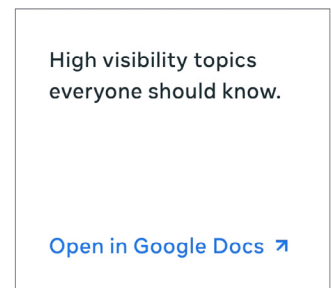 High visibility topics
everyone should know.
Open in Google Docs ↗